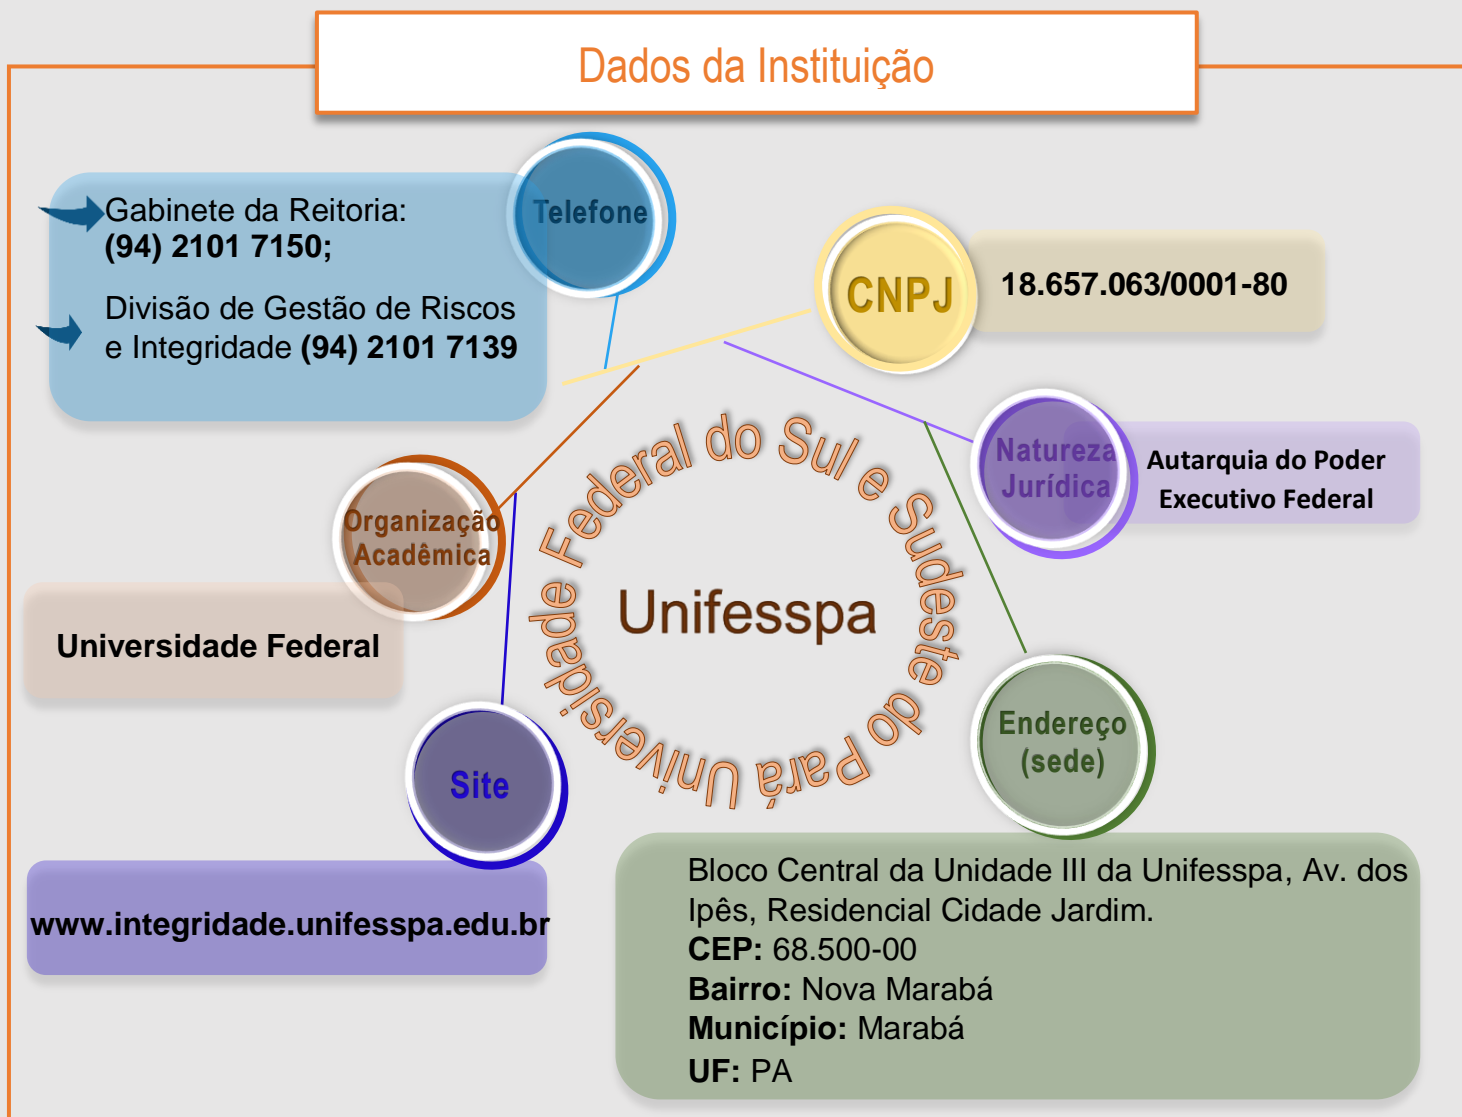 Dados da Instituição
Telefone
Gabinete da Reitoria:
(94) 2101 7150;
Divisão de Gestão de Riscos
e Integridade (94) 2101 7139
CNPJ
18.657.063/0001-80
Natureza
Jurídica
Autarquia do Poder
Executivo Federal
Organização
Acadêmica
Universidade Federal
Universidade Federal do Sul e Sudeste do Pará
Unifesspa
Site
www.integridade.unifesspa.edu.br
Endereço
(sede)
Bloco Central da Unidade III da Unifesspa, Av. dos
Ipês, Residencial Cidade Jardim.
CEP: 68.500-00
Bairro: Nova Marabá
Município: Marabá
UF: PA